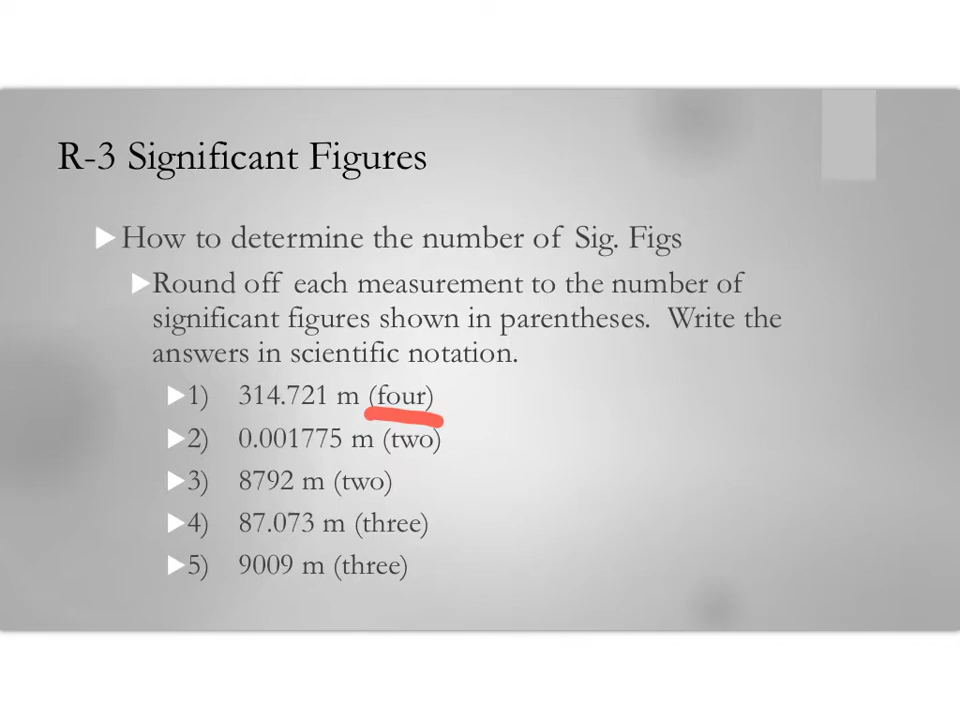 R-3 Significant Figures
How to determine the number of Sig. Figs
Round off each measurement to the number of
significant figures shown in parentheses. Write the
answers in scientific notation.
1) 314.721 m (four)
2) 0.001775 m (two)
3) 8792 m (two)
4) 87.073 m (three)
5) 9009 m (three)